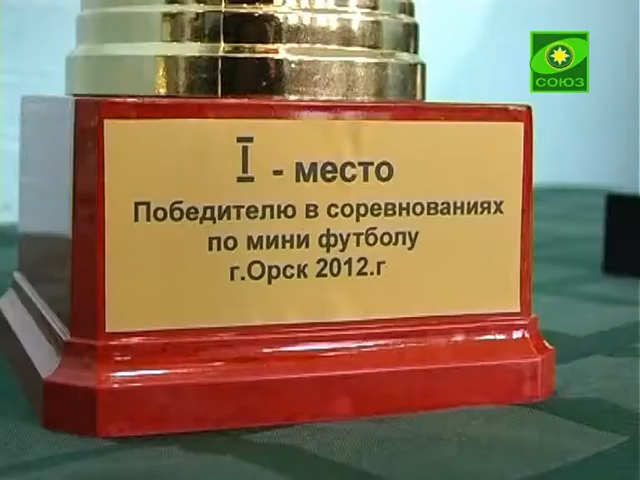 СОЮЗ
I - место
Победителю в соревнованиях
по мини футболу
г.Орск 2012.г